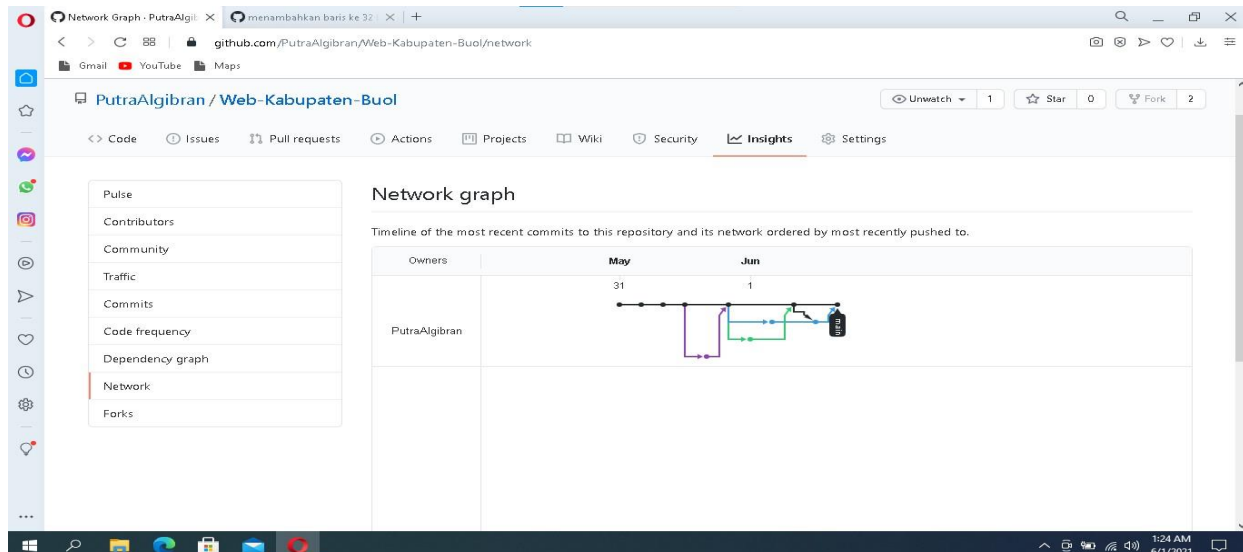 Network Graph · PutraAlgil
menambahkan baris ke 32
github.com/PutraAlgibran/Web-Kabupaten-Buol/network
Gmail YouTube Maps
PutraAlgibran / Web-Kabupaten-Buol
Unwatch 1 Star 0 Fork 2
Code Issues Pull requests Actions Projects Wiki Security Insights Settings
Pulse
Contributors
Community
Traffic
Commits
Code frequency
Dependency graph
Network
Forks
Network graph
Timeline of the most recent commits to this repository and its network ordered by most recently pushed to.
Owners May Jun
31 1
PutraAlgibran
main
1:24 AM
6/1/2021